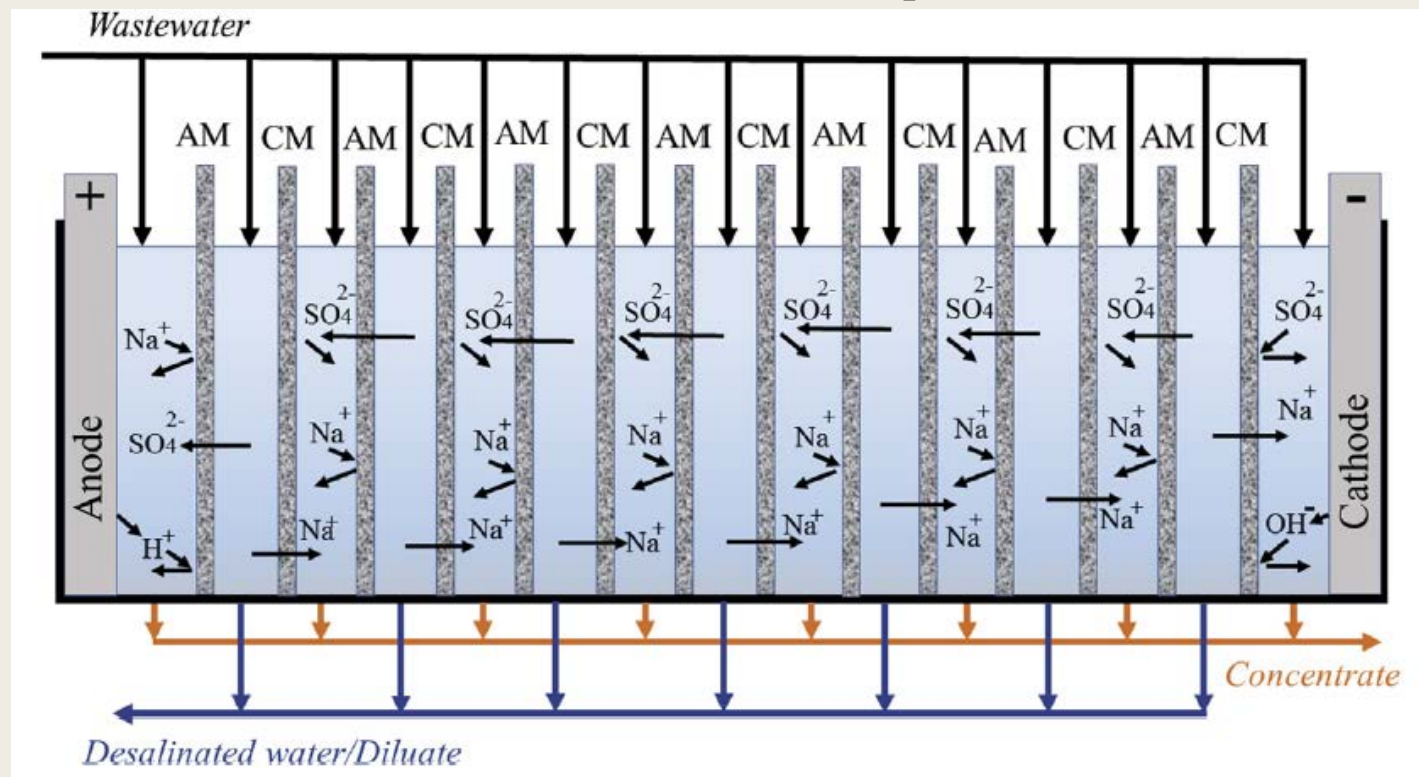 Wastewater
AM CM AM CM AM CM AM CM AM CM AM CM AM CM
+ -
SO₄²⁻ SO₄²⁻ SO₄²⁻ SO₄²⁻ SO₄²⁻ SO₄²⁻ SO₄²⁻
Na⁺
Na⁺
SO₄²⁻ Na⁺ Na⁺ Na⁺ Na⁺ Na⁺ Na⁺
Anode Cathode
H⁺ Na⁺ Na⁺ Na⁺ Na⁺ Na⁺ Na⁺ OH⁻
Concentrate
Desalinated water/Diluate